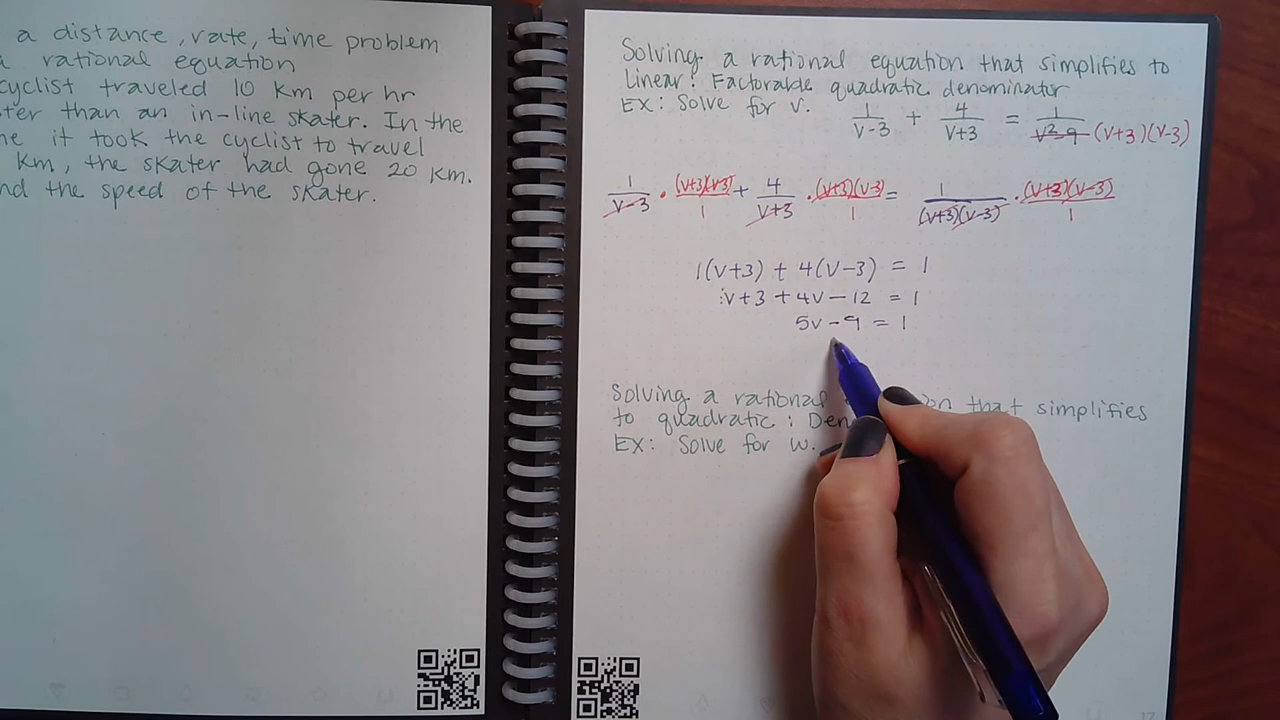 a distance, rate, time problem
rational equation
cyclist traveled 10 km per hr
than an in-line skater. In the
it took the cyclist to travel
km, the skater had gone 20 km.
the speed of the skater.
Solving a rational equation that simplifies to
linear: Factorable quadratic denominator
EX: Solve for v. 1/(v-3) + 4/(v+3) = 1/(v²-9) (v+3)(v-3)
1/(v-3) · (v+3)(v-3)/1 + 4/(v+3) · (v+3)(v-3)/1 = 1/((v+3)(v-3)) · (v+3)(v-3)/1
1(v+3) + 4(v-3) = 1
v+3 + 4v - 12 = 1
5v - 9 = 1
Solving a rational that simplifies
to quadratic:
EX: Solve for w.